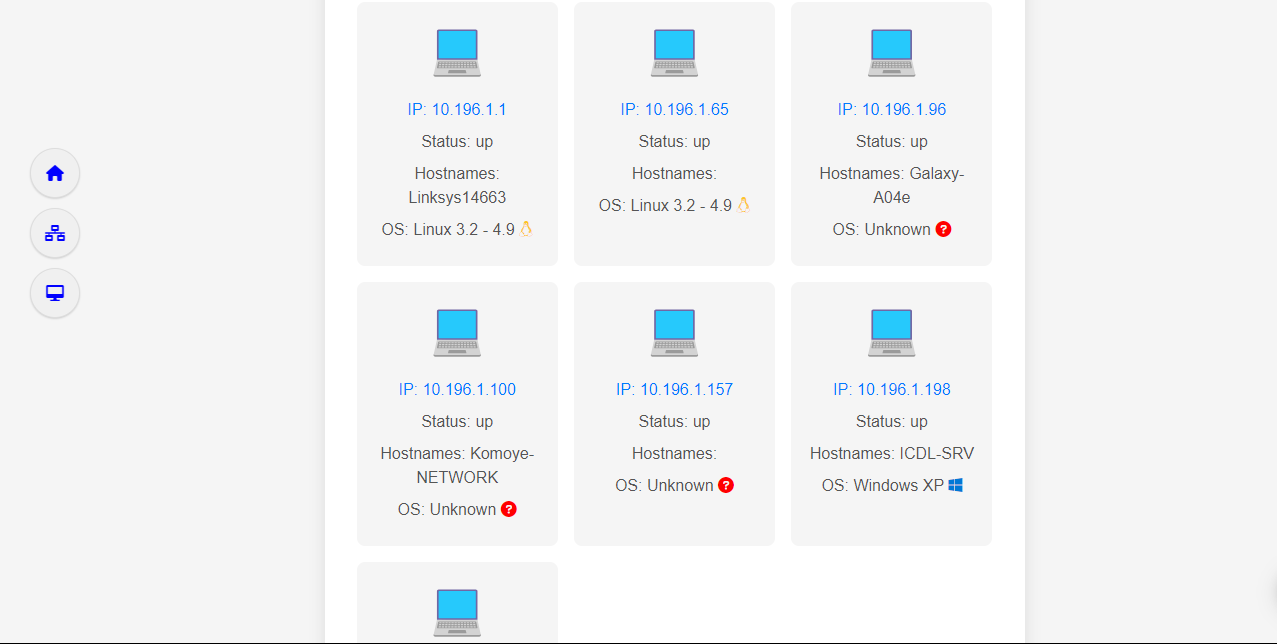 IP: 10.196.1.1
Status: up
Hostnames:
Linksys14663
OS: Linux 3.2 - 4.9
IP: 10.196.1.65
Status: up
Hostnames:
OS: Linux 3.2 - 4.9
IP: 10.196.1.96
Status: up
Hostnames: Galaxy-
A04e
OS: Unknown
IP: 10.196.1.100
Status: up
Hostnames: Komoye-
NETWORK
OS: Unknown
IP: 10.196.1.157
Status: up
Hostnames:
OS: Unknown
IP: 10.196.1.198
Status: up
Hostnames: ICDL-SRV
OS: Windows XP